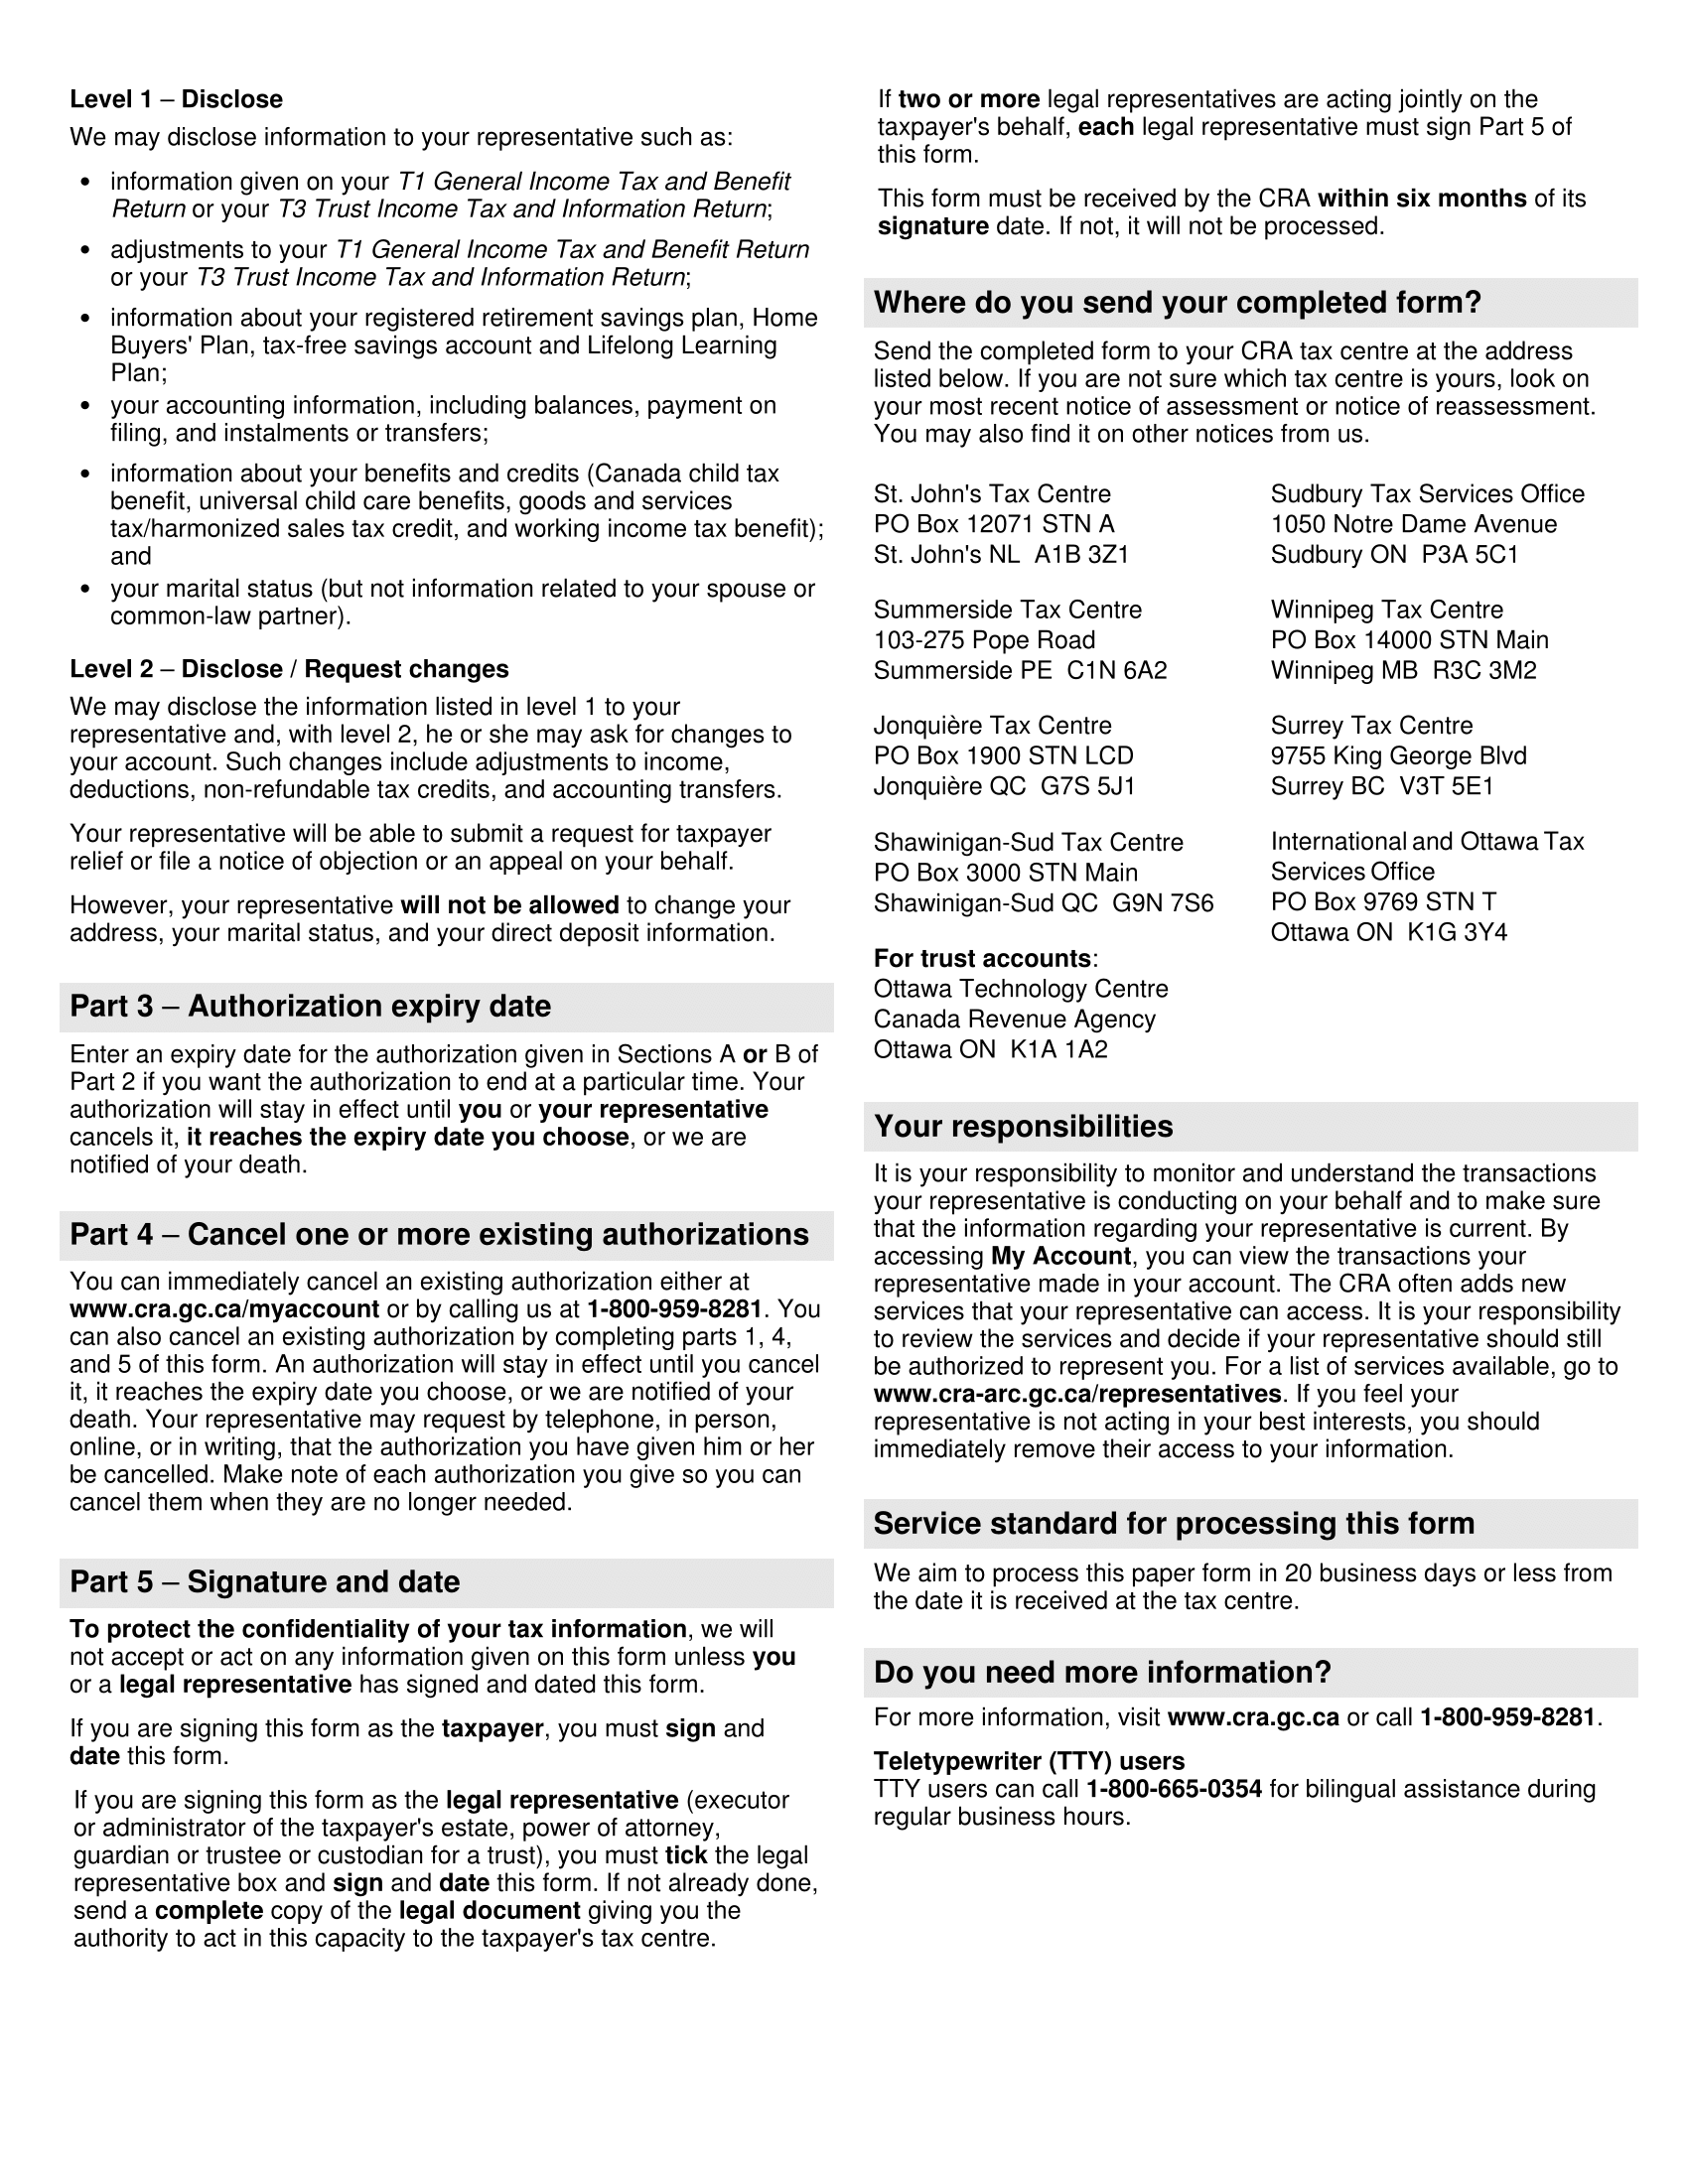 Level 1 – Disclose
We may disclose information to your representative such as:
• information given on your T1 General Income Tax and Benefit
Return or your T3 Trust Income Tax and Information Return;
• adjustments to your T1 General Income Tax and Benefit Return
or your T3 Trust Income Tax and Information Return;
• information about your registered retirement savings plan, Home
Buyers' Plan, tax-free savings account and Lifelong Learning
Plan;
• your accounting information, including balances, payment on
filing, and instalments or transfers;
• information about your benefits and credits (Canada child tax
benefit, universal child care benefits, goods and services
tax/harmonized sales tax credit, and working income tax benefit);
and
• your marital status (but not information related to your spouse or
common-law partner).
Level 2 – Disclose / Request changes
We may disclose the information listed in level 1 to your
representative and, with level 2, he or she may ask for changes to
your account. Such changes include adjustments to income,
deductions, non-refundable tax credits, and accounting transfers.
Your representative will be able to submit a request for taxpayer
relief or file a notice of objection or an appeal on your behalf.
However, your representative will not be allowed to change your
address, your marital status, and your direct deposit information.
Part 3 – Authorization expiry date
Enter an expiry date for the authorization given in Sections A or B of
Part 2 if you want the authorization to end at a particular time. Your
authorization will stay in effect until you or your representative
cancels it, it reaches the expiry date you choose, or we are
notified of your death.
Part 4 – Cancel one or more existing authorizations
You can immediately cancel an existing authorization either at
www.cra.gc.ca/myaccount or by calling us at 1-800-959-8281. You
can also cancel an existing authorization by completing parts 1, 4,
and 5 of this form. An authorization will stay in effect until you cancel
it, it reaches the expiry date you choose, or we are notified of your
death. Your representative may request by telephone, in person,
online, or in writing, that the authorization you have given him or her
be cancelled. Make note of each authorization you give so you can
cancel them when they are no longer needed.
Part 5 – Signature and date
To protect the confidentiality of your tax information, we will
not accept or act on any information given on this form unless you
or a legal representative has signed and dated this form.
If you are signing this form as the taxpayer, you must sign and
date this form.
If you are signing this form as the legal representative (executor
or administrator of the taxpayer's estate, power of attorney,
guardian or trustee or custodian for a trust), you must tick the legal
representative box and sign and date this form. If not already done,
send a complete copy of the legal document giving you the
authority to act in this capacity to the taxpayer's tax centre.
If two or more legal representatives are acting jointly on the
taxpayer's behalf, each legal representative must sign Part 5 of
this form.
This form must be received by the CRA within six months of its
signature date. If not, it will not be processed.
Where do you send your completed form?
Send the completed form to your CRA tax centre at the address
listed below. If you are not sure which tax centre is yours, look on
your most recent notice of assessment or notice of reassessment.
You may also find it on other notices from us.
St. John's Tax Centre
PO Box 12071 STN A
St. John's NL A1B 3Z1
Summerside Tax Centre
103-275 Pope Road
Summerside PE C1N 6A2
Jonquière Tax Centre
PO Box 1900 STN LCD
Jonquière QC G7S 5J1
Shawinigan-Sud Tax Centre
PO Box 3000 STN Main
Shawinigan-Sud QC G9N 7S6
For trust accounts:
Ottawa Technology Centre
Canada Revenue Agency
Ottawa ON K1A 1A2
Sudbury Tax Services Office
1050 Notre Dame Avenue
Sudbury ON P3A 5C1
Winnipeg Tax Centre
PO Box 14000 STN Main
Winnipeg MB R3C 3M2
Surrey Tax Centre
9755 King George Blvd
Surrey BC V3T 5E1
International and Ottawa Tax
Services Office
PO Box 9769 STN T
Ottawa ON K1G 3Y4
Your responsibilities
It is your responsibility to monitor and understand the transactions
your representative is conducting on your behalf and to make sure
that the information regarding your representative is current. By
accessing My Account, you can view the transactions your
representative made in your account. The CRA often adds new
services that your representative can access. It is your responsibility
to review the services and decide if your representative should still
be authorized to represent you. For a list of services available, go to
www.cra-arc.gc.ca/representatives. If you feel your
representative is not acting in your best interests, you should
immediately remove their access to your information.
Service standard for processing this form
We aim to process this paper form in 20 business days or less from
the date it is received at the tax centre.
Do you need more information?
For more information, visit www.cra.gc.ca or call 1-800-959-8281.
Teletypewriter (TTY) users
TTY users can call 1-800-665-0354 for bilingual assistance during
regular business hours.